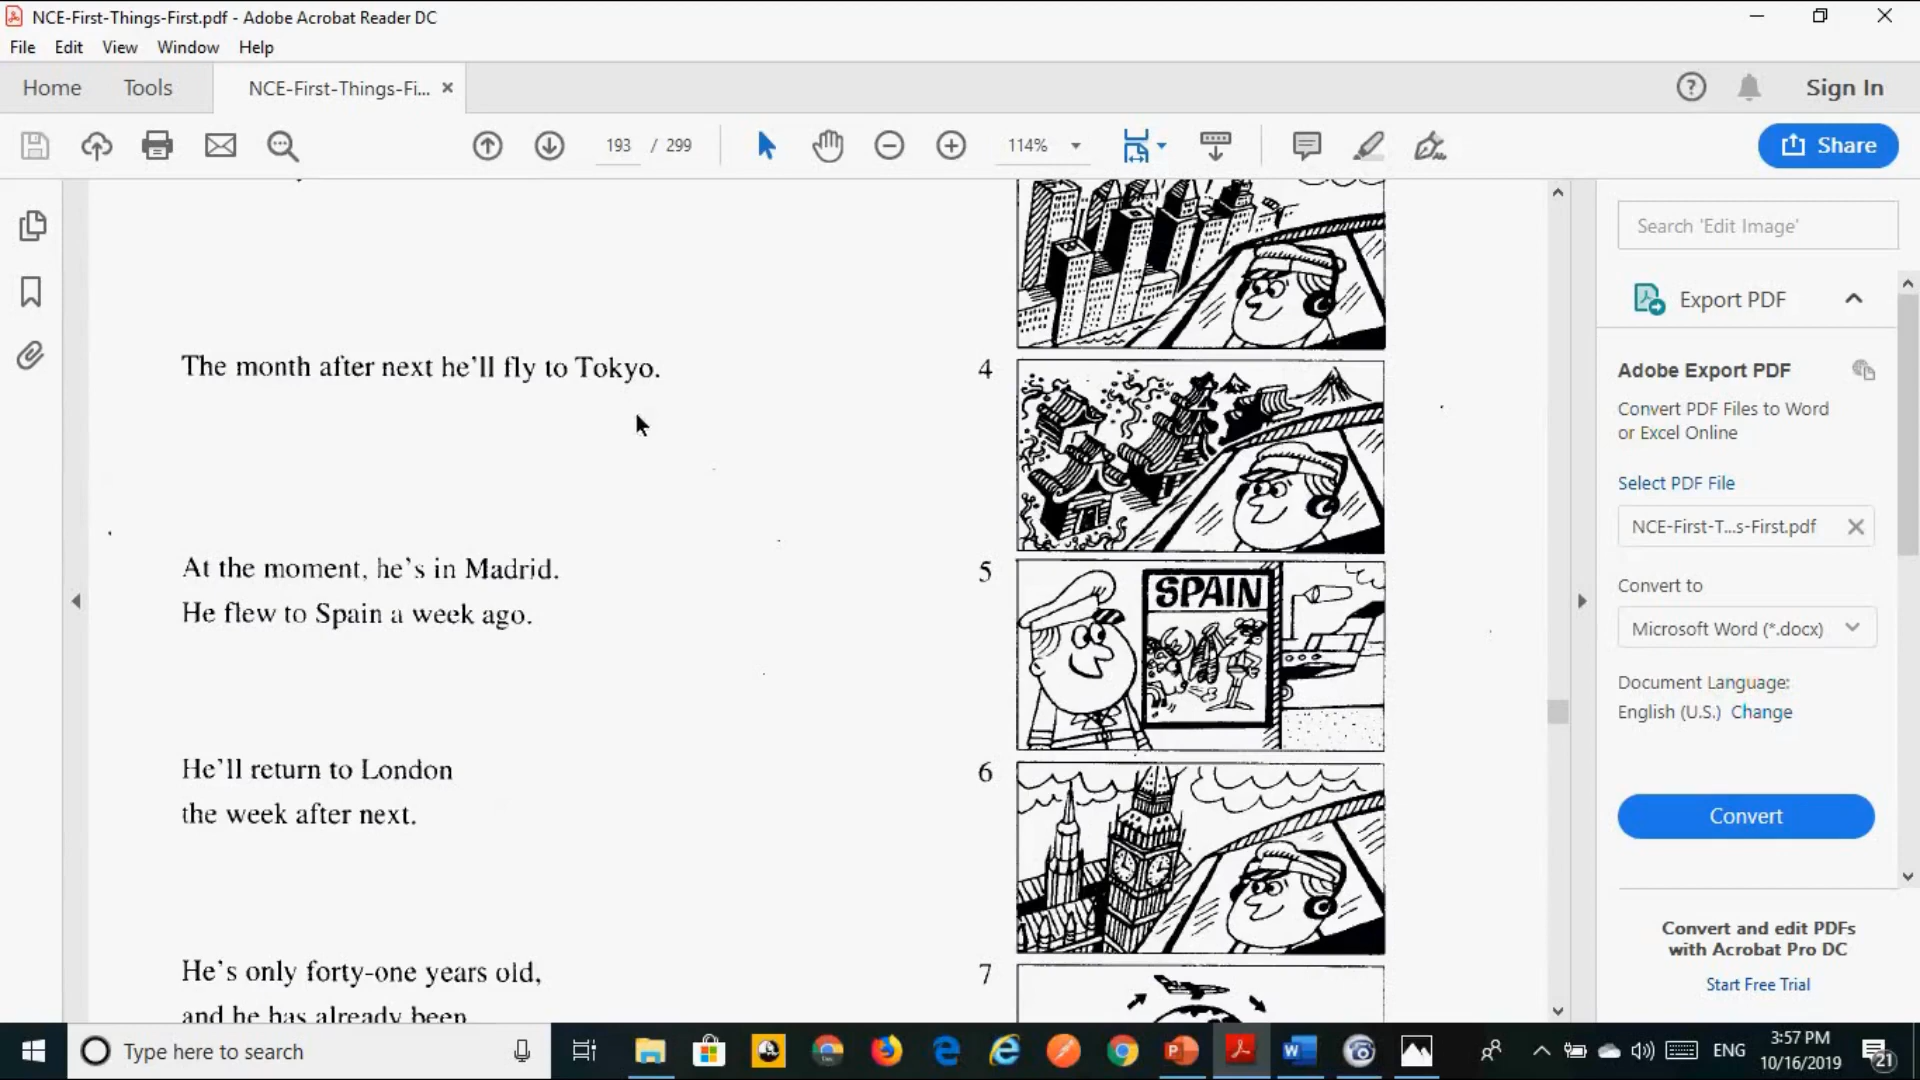 NCE-First-Things-First.pdf - Adobe Acrobat Reader DC
File Edit View Window Help
Home Tools NCE-First-Things-Fi... × Sign In
193 / 299 114% Share
Search 'Edit Image'
Export PDF
Adobe Export PDF
Convert PDF Files to Word
or Excel Online
Select PDF File
NCE-First-T...s-First.pdf
Convert to
Microsoft Word (*.docx)
Document Language:
English (U.S.) Change
Convert
Convert and edit PDFs
with Acrobat Pro DC
Start Free Trial
The month after next he'll fly to Tokyo.
4
At the moment, he's in Madrid.
He flew to Spain a week ago.
5
SPAIN
He'll return to London
the week after next.
6
He's only forty-one years old,
and he has already been
7
Type here to search
ENG
3:57 PM
10/16/2019
21